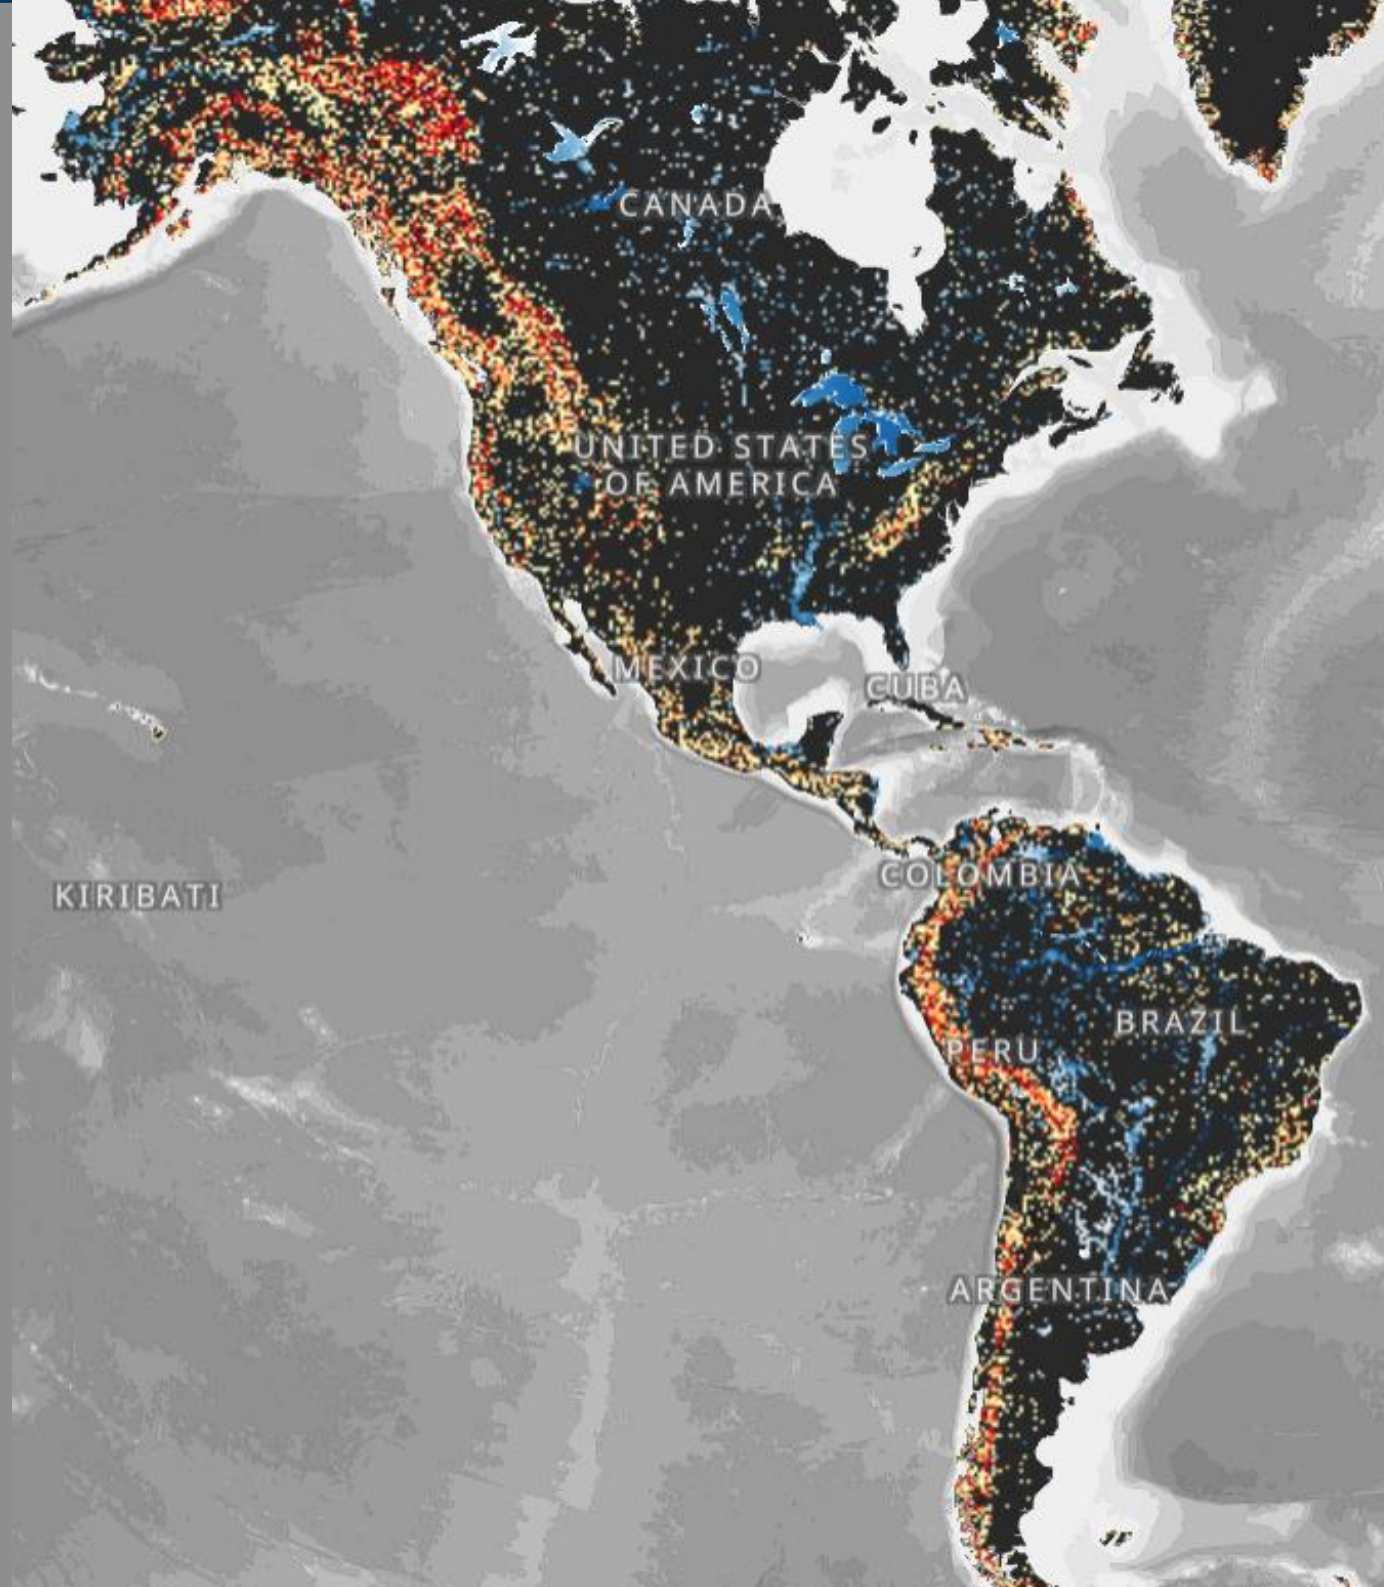 CANADA
UNITED STATES
OF AMERICA
MEXICO
CUBA
COLOMBIA
KIRIBATI
BRAZIL
PERU
ARGENTINA